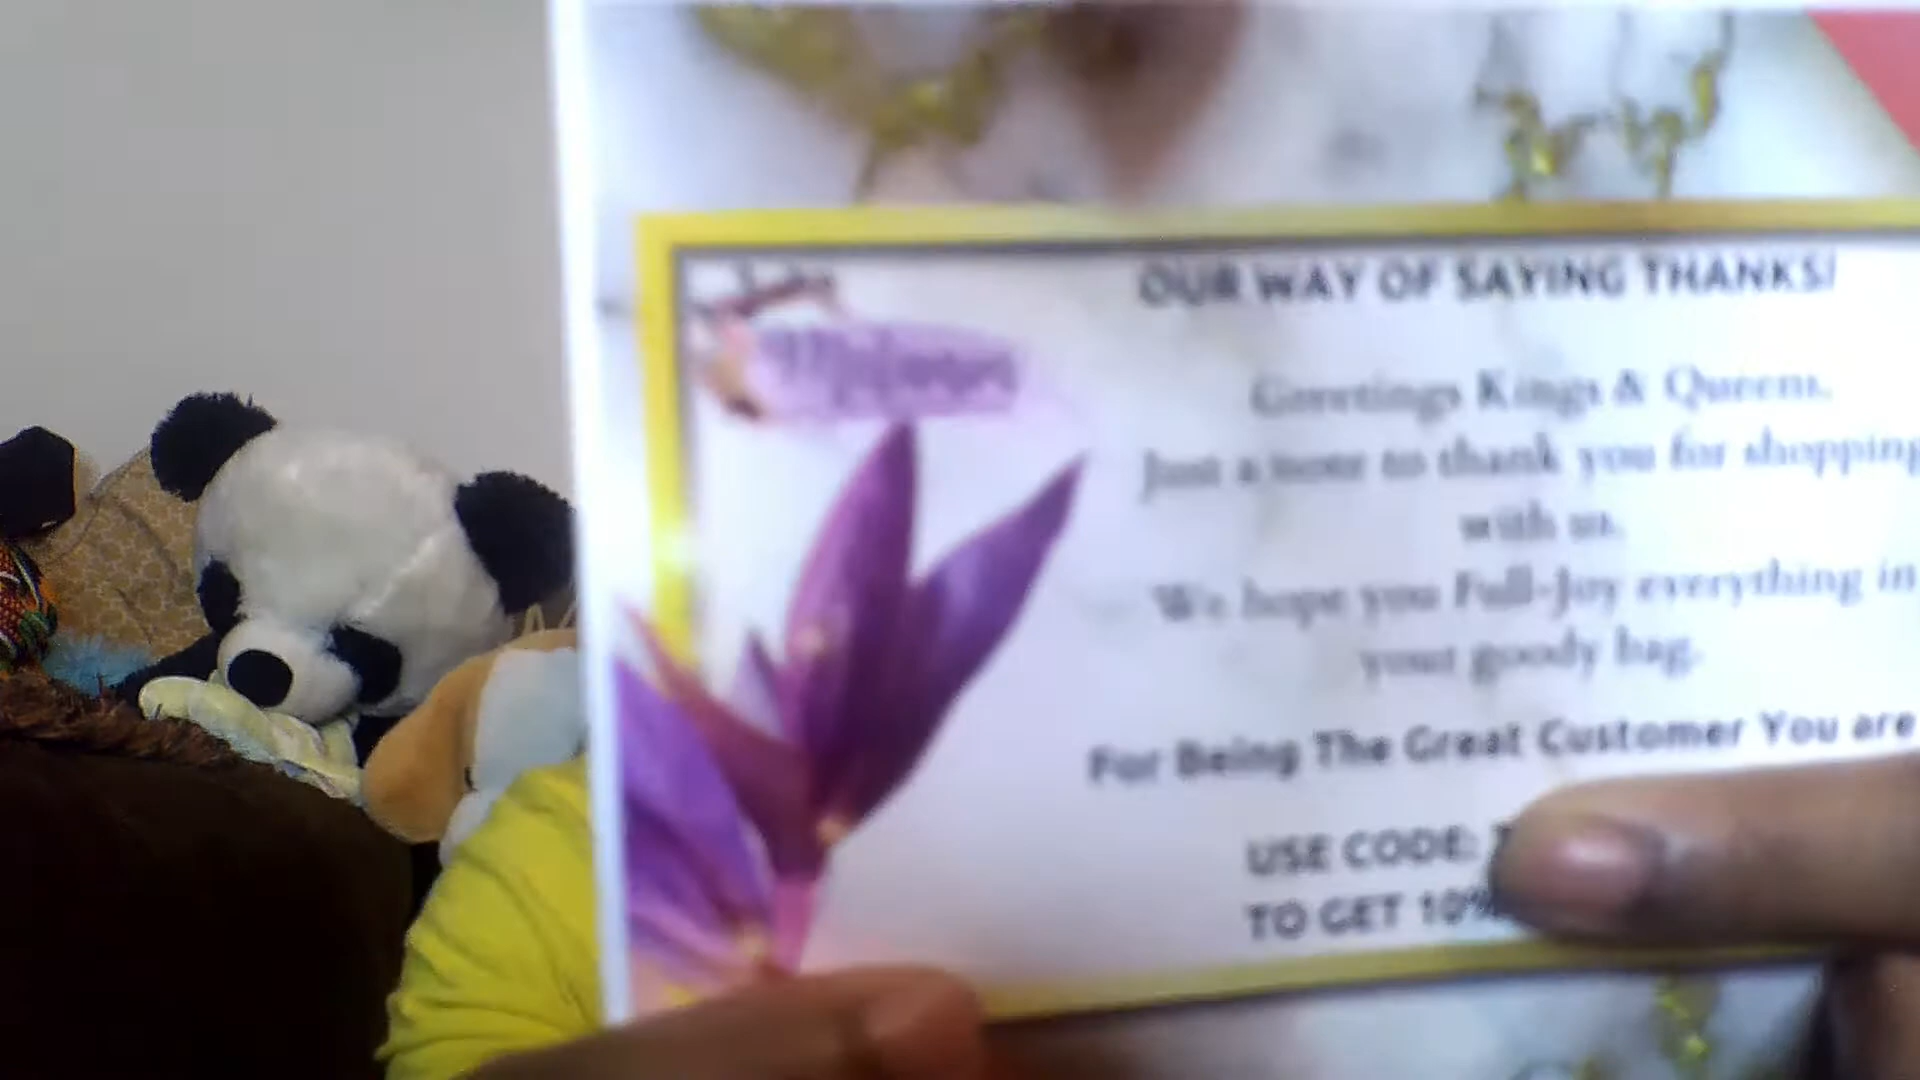 OUR WAY OF SAYING THANKS!
Greetings Kings & Queens,
Just a note to thank you for shopping
with us.
We hope you Full-Joy everything in
your goody bag.
For Being The Great Customer You are
USE CODE:
TO GET 10%